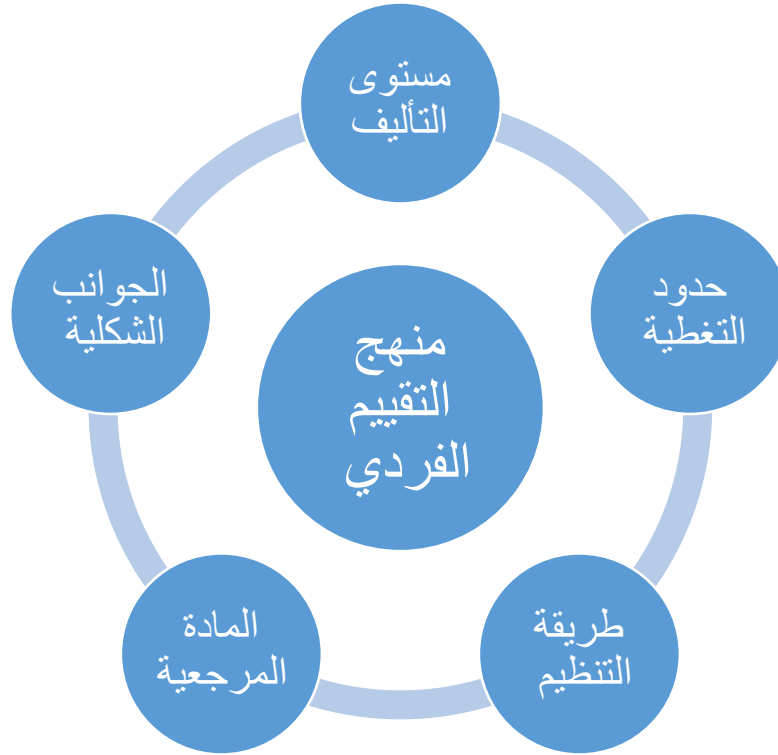 مستوى
التأليف
حدود
التغطية
طريقة
التنظيم
المادة
المرجعية
الجوانب
الشكلية
منهج
التقييم
الفردي